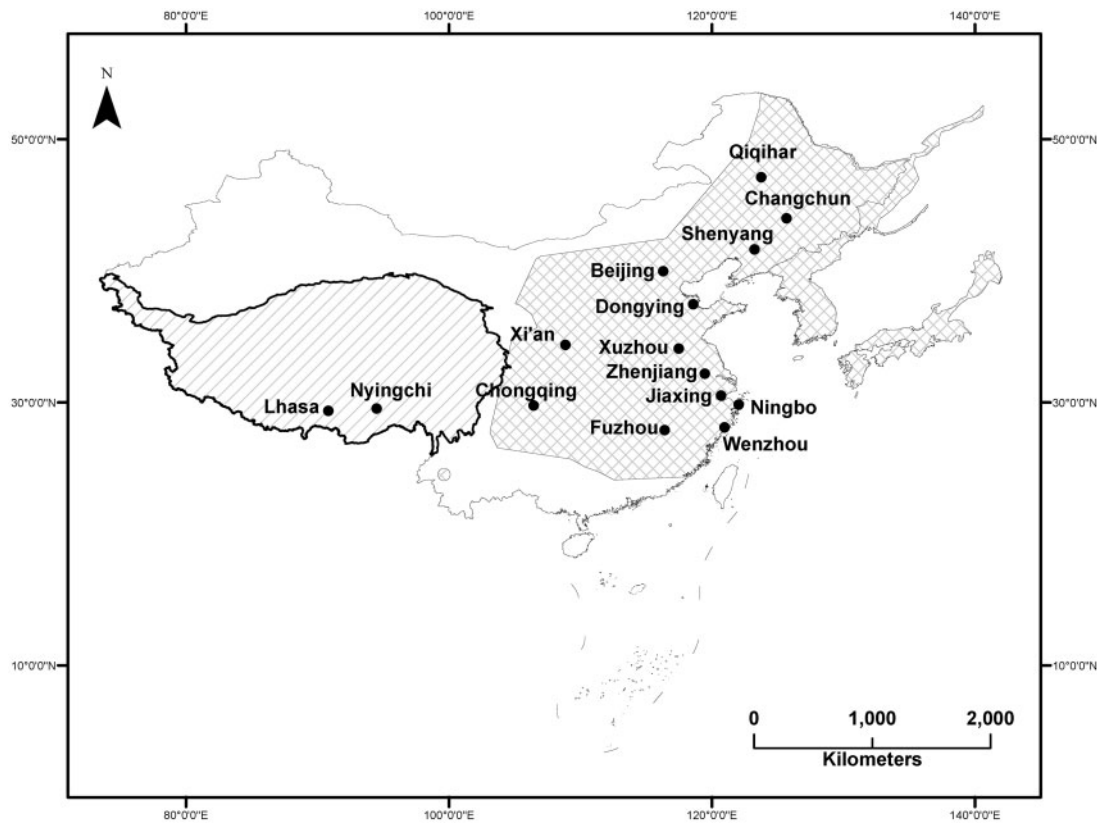 80°0'0"E 100°0'0"E 120°0'0"E 140°0'0"E
N
50°0'0"N 50°0'0"N
Qiqihar
Changchun
Shenyang
Beijing
Dongying
Xi'an Xuzhou
Zhenjiang
Nyingchi Chongqing Jiaxing
30°0'0"N Lhasa Ningbo 30°0'0"N
Fuzhou
Wenzhou
10°0'0"N 10°0'0"N
0 1,000 2,000
Kilometers
80°0'0"E 100°0'0"E 120°0'0"E 140°0'0"E